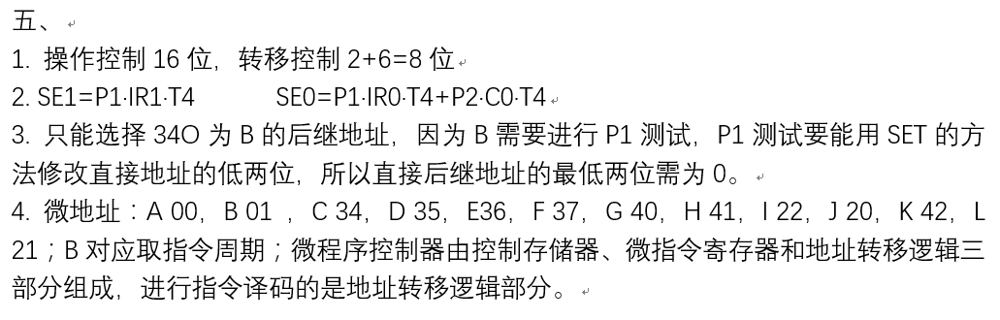 五、
1. 操作控制 16 位，转移控制 2+6=8 位
2. SE1=P1·IR1·T4 SE0=P1·IR0·T4+P2·C0·T4
3. 只能选择 34O 为 B 的后继地址，因为 B 需要进行 P1 测试，P1 测试要能用 SET 的方
法修改直接地址的低两位，所以直接后继地址的最低两位需为 0。
4. 微地址：A 00，B 01 ，C 34，D 35，E36，F 37，G 40，H 41，I 22，J 20，K 42，L
21；B 对应取指令周期；微程序控制器由控制存储器、微指令寄存器和地址转移逻辑三
部分组成，进行指令译码的是地址转移逻辑部分。